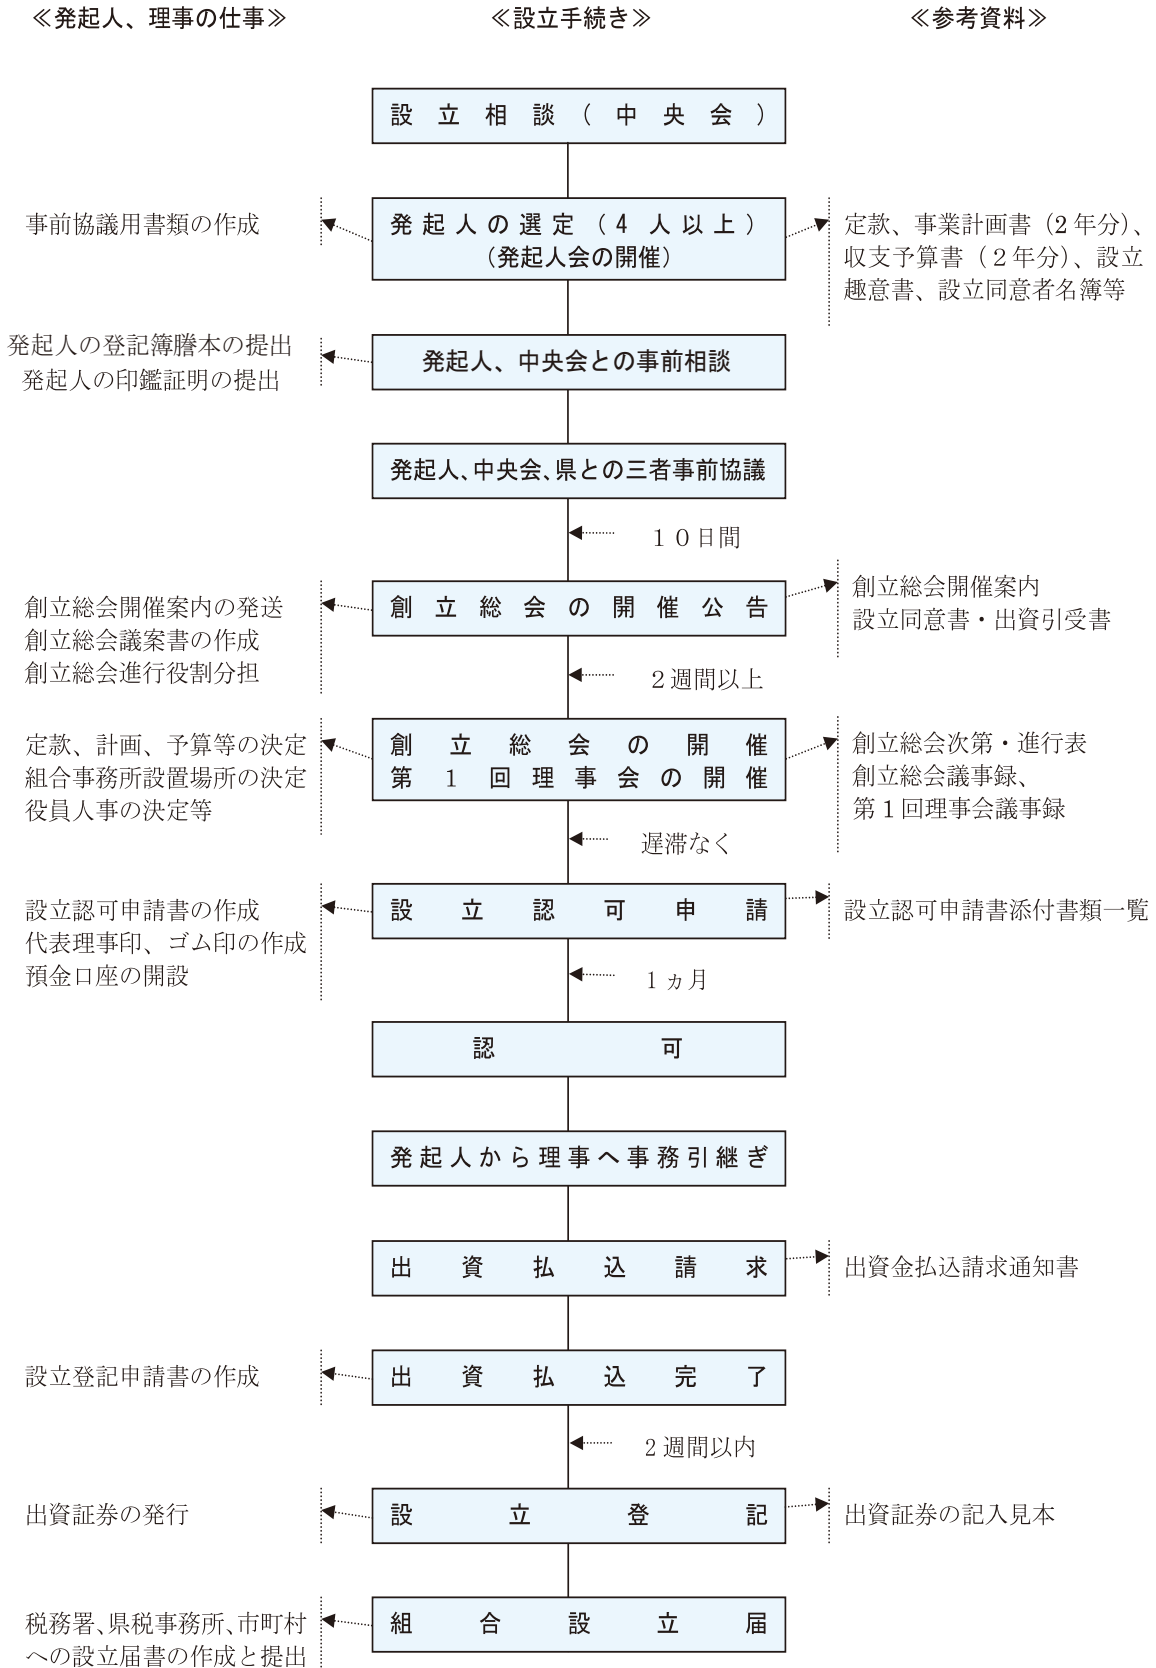 ≪発起人、理事の仕事≫
≪設立手続き≫
≪参考資料≫
設立相談(中央会)
事前協議用書類の作成
発起人の選定(4人以上)
(発起人会の開催)
定款、事業計画書(2年分)、
収支予算書(2年分)、設立
趣意書、設立同意者名簿等
発起人の登記簿謄本の提出
発起人の印鑑証明の提出
発起人、中央会との事前相談
発起人、中央会、県との三者事前協議
10日間
創立総会開催案内の発送
創立総会議案書の作成
創立総会進行役割分担
創立総会の開催公告
創立総会開催案内
設立同意書・出資引受書
2週間以上
定款、計画、予算等の決定
組合事務所設置場所の決定
役員人事の決定等
創立総会の開催
第1回理事会の開催
創立総会次第・進行表
創立総会議事録、
第1回理事会議事録
遅滞なく
設立認可申請書の作成
代表理事印、ゴム印の作成
預金口座の開設
設立認可申請
設立認可申請書添付書類一覧
1ヵ月
認可
発起人から理事へ事務引継ぎ
出資払込請求
出資金払込請求通知書
設立登記申請書の作成
出資払込完了
2週間以内
出資証券の発行
設立登記
出資証券の記入見本
税務署、県税事務所、市町村
への設立届書の作成と提出
組合設立届